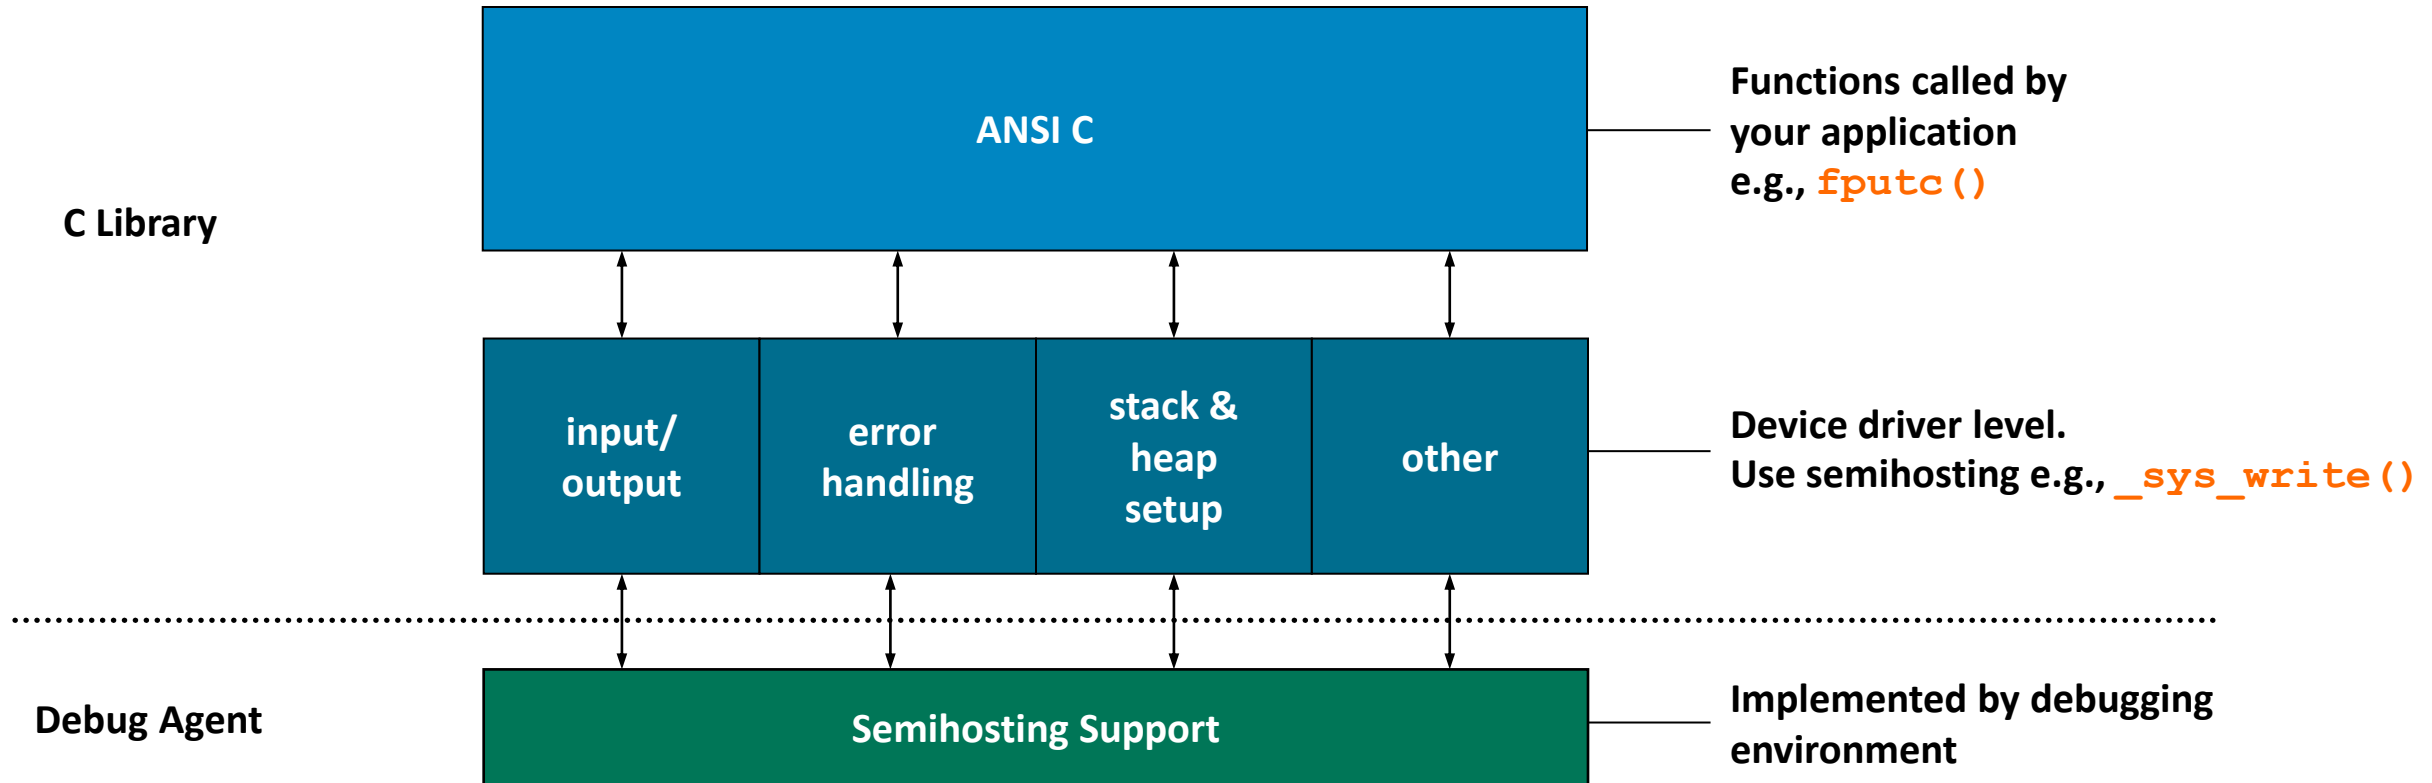 ANSI C
Functions called by
your application
e.g., fputc()
C Library
input/
output
error
handling
stack &
heap
setup
other
Device driver level.
Use semihosting e.g., _sys_write()
Debug Agent
Semihosting Support
Implemented by debugging
environment